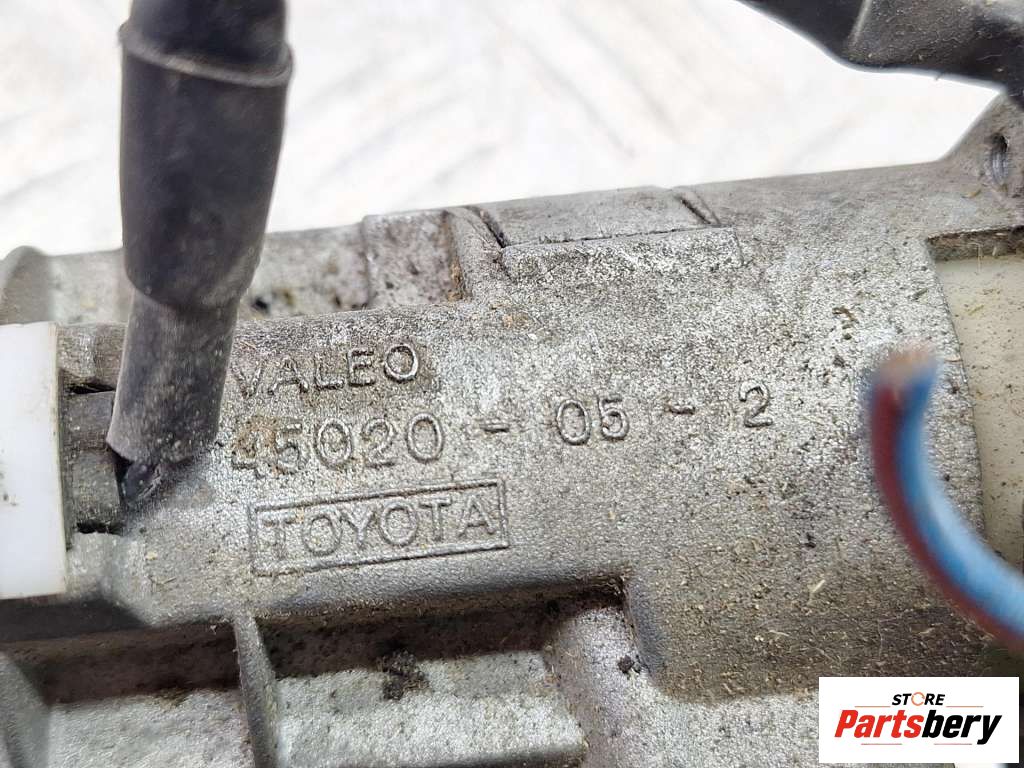 VALEO
45020 - 05 - 2
TOYOTA
STORE
Partsbery